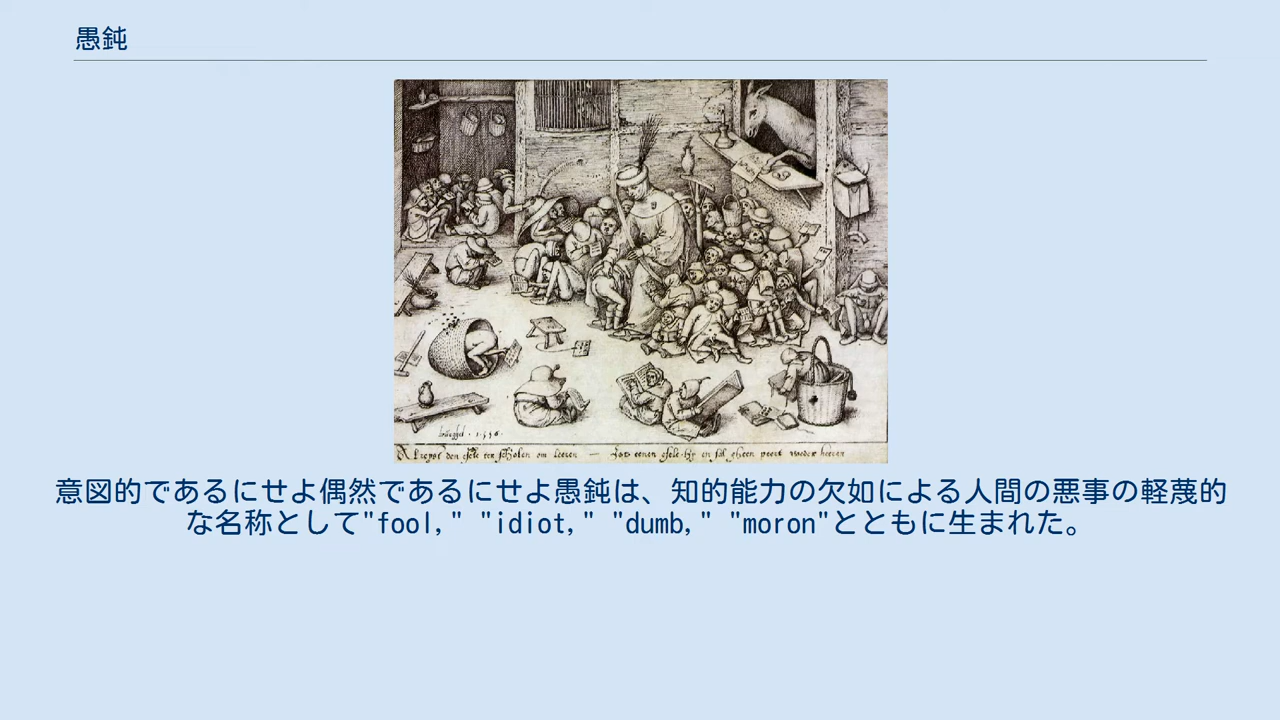 愚鈍
brueggel · 1556 ·
意図的であるにせよ偶然であるにせよ愚鈍は、知的能力の欠如による人間の悪事の軽蔑的
な名称として"fool," "idiot," "dumb," "moron"とともに生まれた。